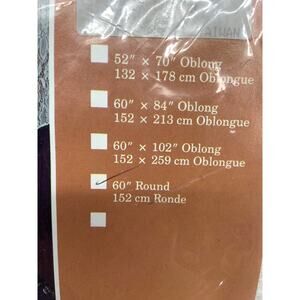 52" × 70" Oblong
132 × 178 cm Oblongue
60" × 84" Oblong
152 × 213 cm Oblongue
60" × 102" Oblong
152 × 259 cm Oblongue
60" Round
152 cm Ronde